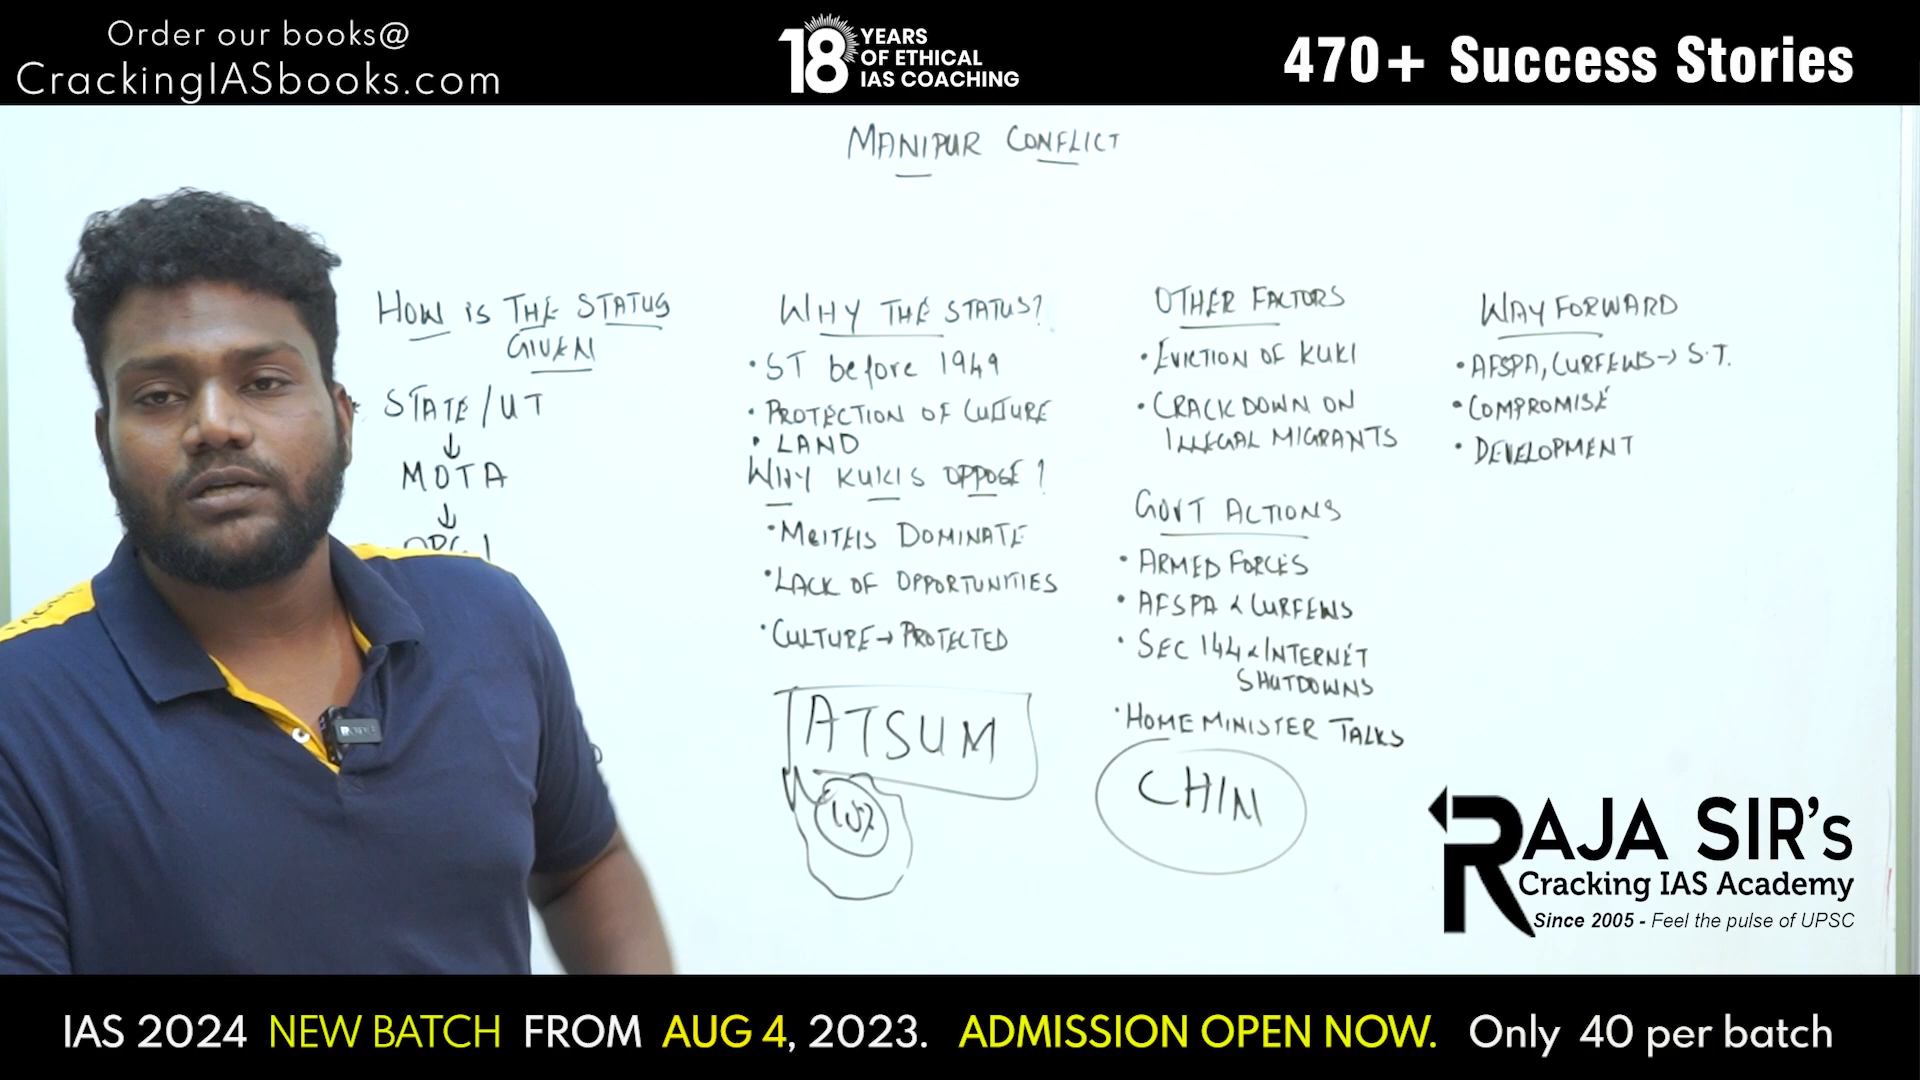 Order our books@
CrackingIASbooks.com
18 YEARS
OF ETHICAL
IAS COACHING
470+ Success Stories
MANIPUR CONFLICT
HOW IS THE STATUS
GIVEN
STATE/UT
↓
MOTA
↓
WHY THE STATUS?
• ST before 1949
• PROTECTION OF CULTURE
• LAND
WHY KUKIS OPPOSE?
• MeITEIS DOMINATE
• LACK OF OPPORTUNITIES
• CULTURE → PROTECTED
ATSUM
OTHER FACTORS
• EVICTION OF KUKI
• CRACKDOWN ON
ILLEGAL MIGRANTS
GOVT ACTIONS
• ARMED FORCES
• AFSPA & CURFEWS
• SEC 144 & INTERNET
SHUTDOWNS
• HOME MINISTER TALKS
CHIN
WAY FORWARD
• AFSPA, CURFEWS → S.T.
• COMPROMISE
• DEVELOPMENT
RAJA SIR's
Cracking IAS Academy
Since 2005 - Feel the pulse of UPSC
IAS 2024 NEW BATCH FROM AUG 4, 2023. ADMISSION OPEN NOW. Only 40 per batch